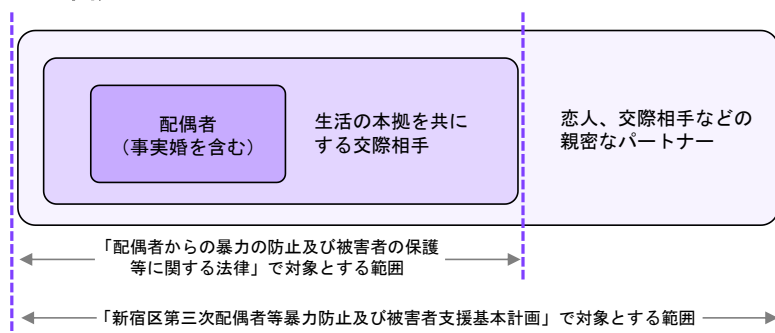 配偶者
（事実婚を含む）
生活の本拠を共に
する交際相手
恋人、交際相手などの
親密なパートナー
「配偶者からの暴力の防止及び被害者の保護
等に関する法律」で対象とする範囲
「新宿区第三次配偶者等暴力防止及び被害者支援基本計画」で対象とする範囲